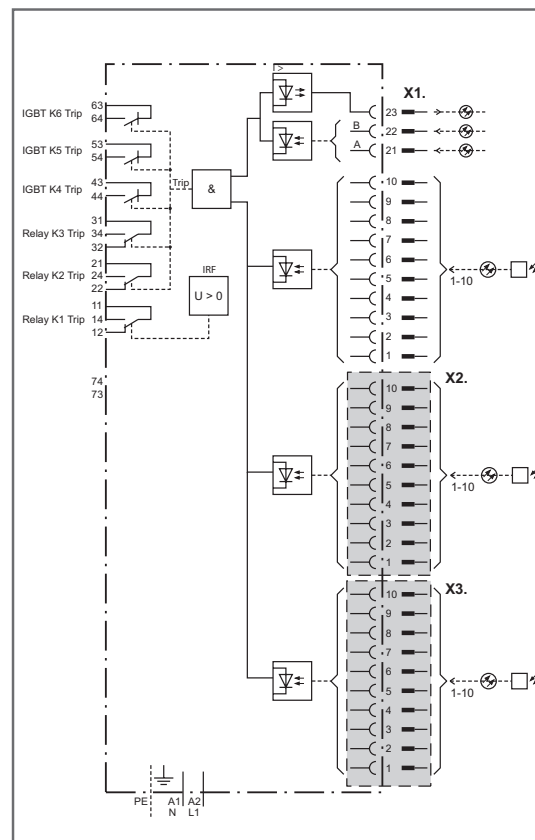 I>
X1.
63
IGBT K6 Trip
64
53
IGBT K5 Trip
54
43
IGBT K4 Trip
44
31
Relay K3 Trip
34
32
21
Relay K2 Trip
24
22
11
Relay K1 Trip
14
12
74
73
Trip
&
IRF
U > 0
23
B
22
A
21
10
9
8
7
6
5
4
3
2
1
1-10
X2.
10
9
8
7
6
5
4
3
2
1
1-10
X3.
10
9
8
7
6
5
4
3
2
1
1-10
PE
A1
N
A2
L1